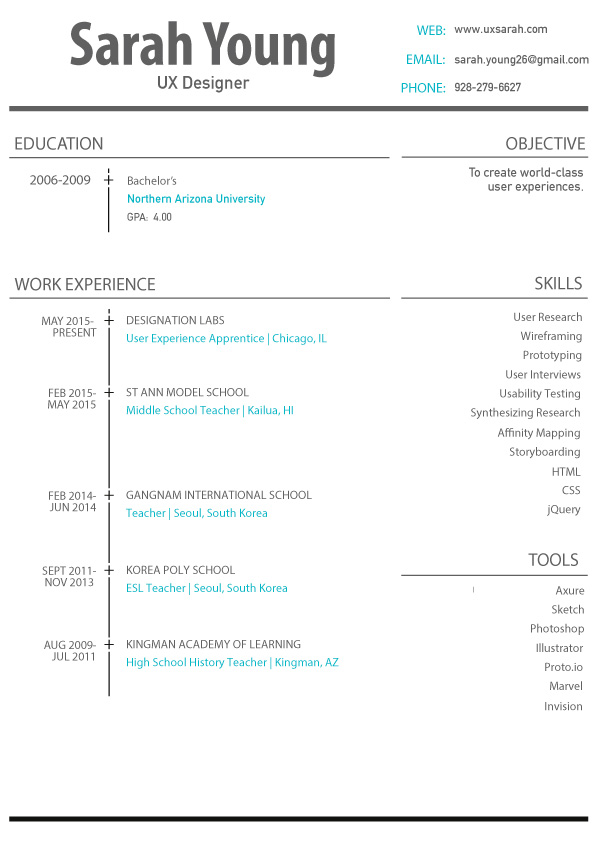 Sarah Young
UX Designer
WEB: www.uxsarah.com
EMAIL: sarah.young26@gmail.com
PHONE: 928-279-6627
EDUCATION
2006-2009
Bachelor's
Northern Arizona University
GPA: 4.00
OBJECTIVE
To create world-class
user experiences.
WORK EXPERIENCE
MAY 2015-
PRESENT
DESIGNATION LABS
User Experience Apprentice | Chicago, IL
FEB 2015-
MAY 2015
ST ANN MODEL SCHOOL
Middle School Teacher | Kailua, HI
FEB 2014-
JUN 2014
GANGNAM INTERNATIONAL SCHOOL
Teacher | Seoul, South Korea
SEPT 2011-
NOV 2013
KOREA POLY SCHOOL
ESL Teacher | Seoul, South Korea
AUG 2009-
JUL 2011
KINGMAN ACADEMY OF LEARNING
High School History Teacher | Kingman, AZ
SKILLS
User Research
Wireframing
Prototyping
User Interviews
Usability Testing
Synthesizing Research
Affinity Mapping
Storyboarding
HTML
CSS
jQuery
TOOLS
Axure
Sketch
Photoshop
Illustrator
Proto.io
Marvel
Invision